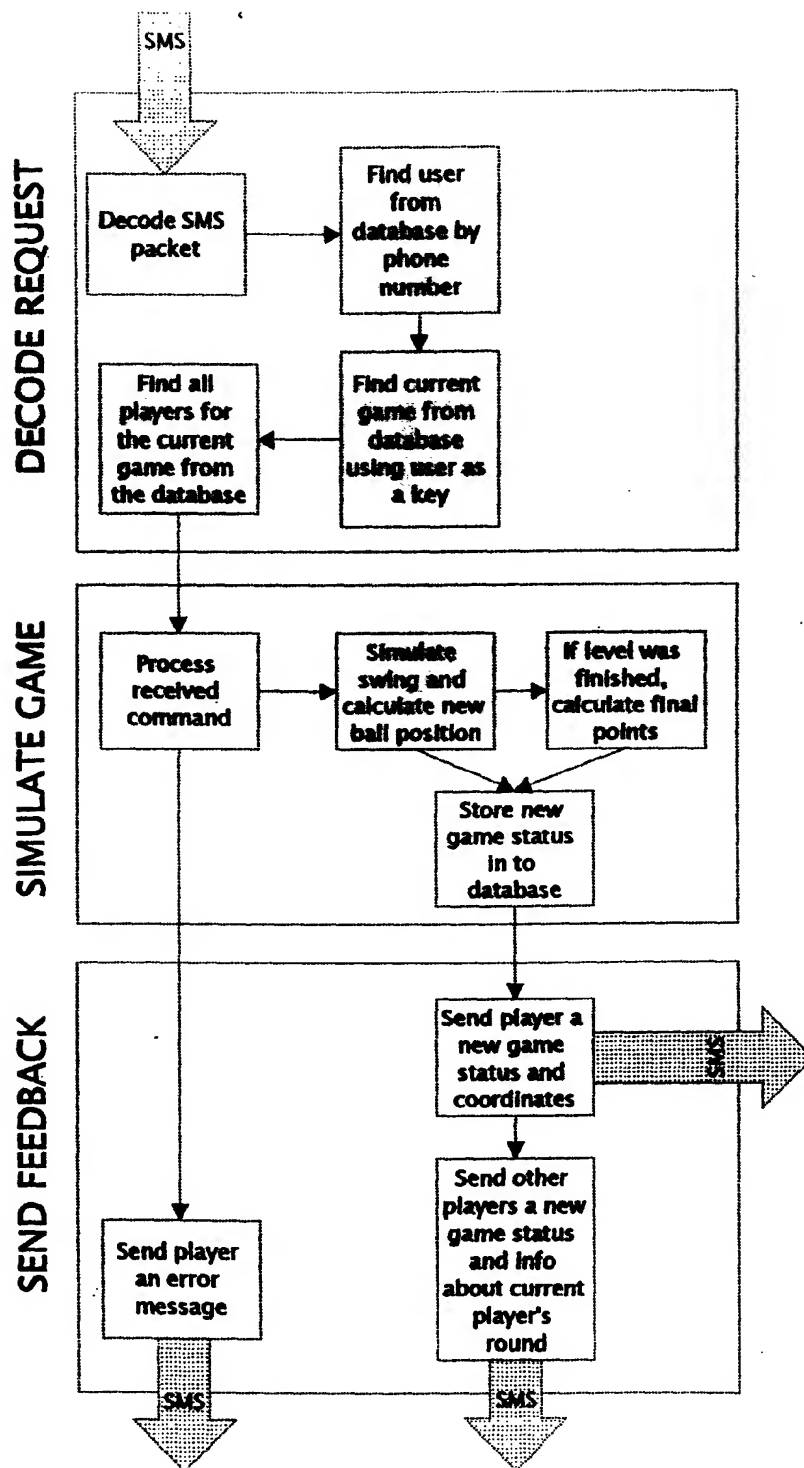 SMS
DECODE REQUEST
Decode SMS
packet
Find user
from
database by
phone
number
Find all
players for
the current
game from
the database
Find current
game from
database
using user as
a key
SIMULATE GAME
Process
received
command
Simulate
swing and
calculate new
ball position
If level was
finished,
calculate final
points
Store new
game status
in to
database
SEND FEEDBACK
Send player a
new game
status and
coordinates
SMS
Send other
players a new
game status
and info
about current
player's
round
Send player
an error
message
SMS
SMS